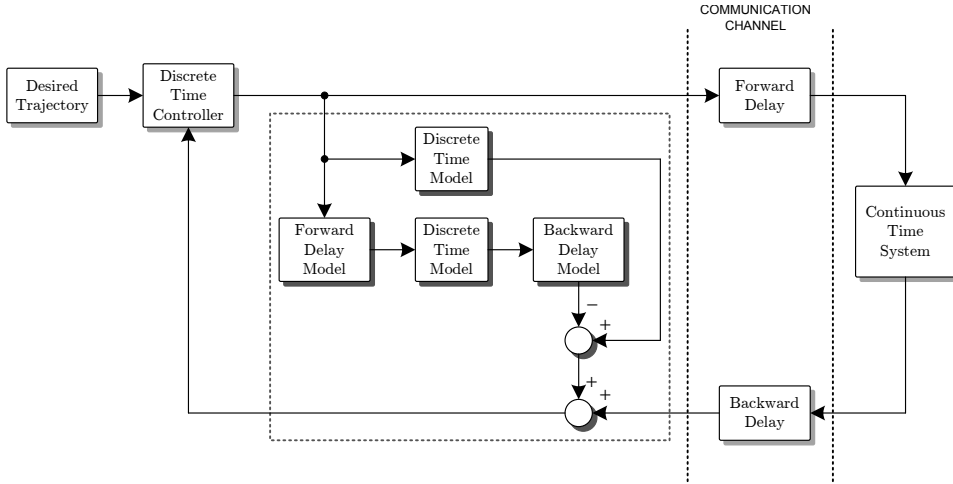 COMMUNICATION
CHANNEL
Desired
Trajectory
Discrete
Time
Controller
Forward
Delay
Discrete
Time
Model
Continuous
Time
System
Forward
Delay
Model
Discrete
Time
Model
Backward
Delay
Model
−
+
+
+
Backward
Delay